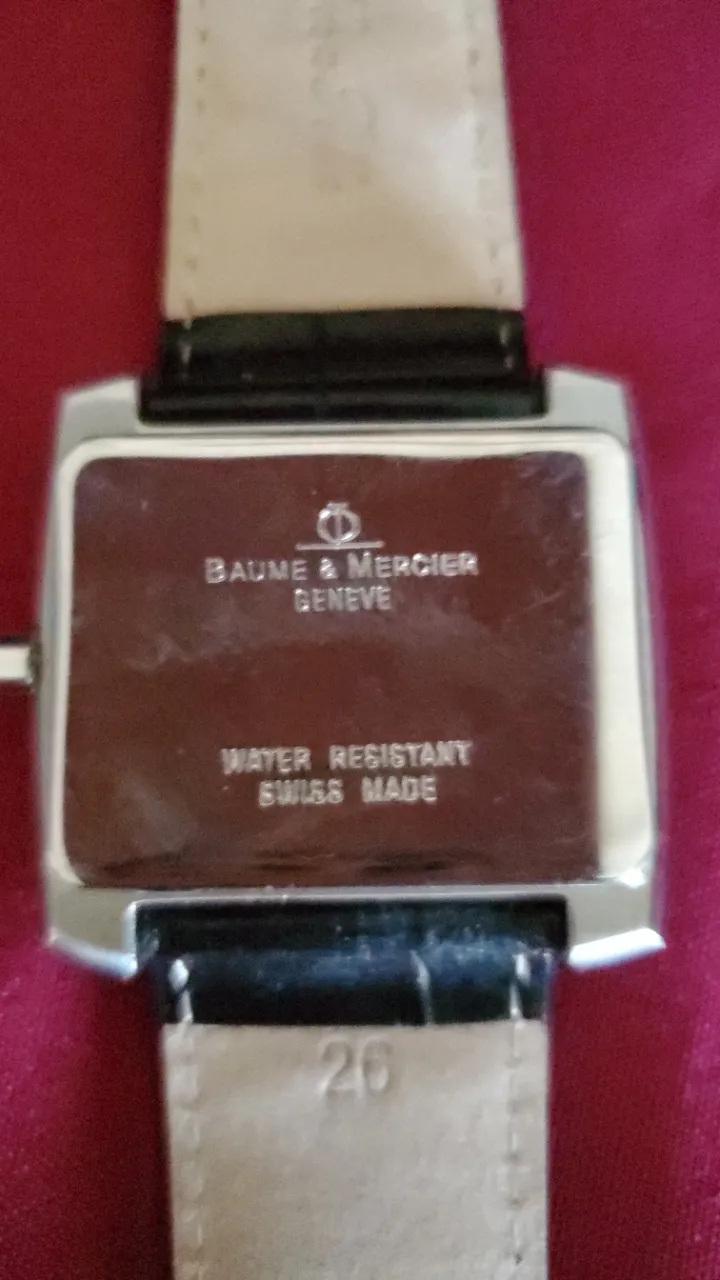 BAUME & MERCIER
GENEVE
WATER RESISTANT
SWISS MADE
26